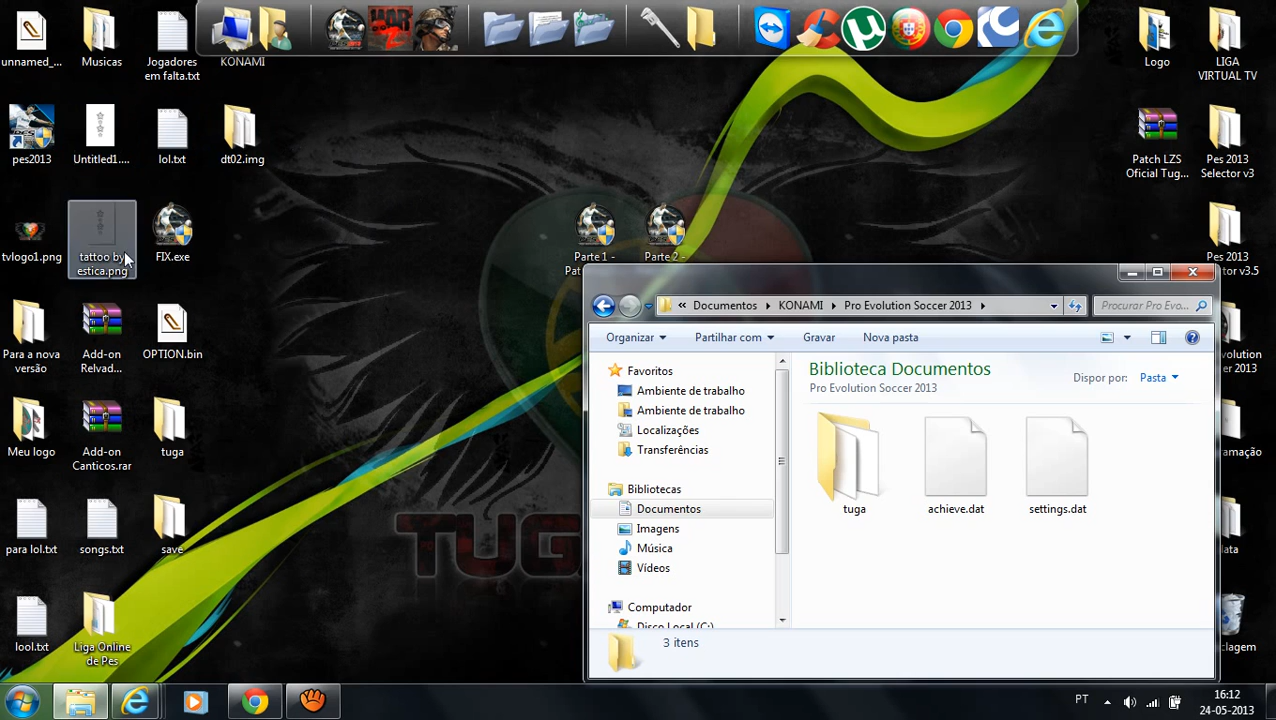 unnamed_...
Musicas
Jogadores
em falta.txt
KONAMI
Logo
LIGA
VIRTUAL TV
pes2013
Untitled1....
lol.txt
dt02.img
Patch LZS
Oficial Tug...
Pes 2013
Selector v3
tvlogo1.png
tattoo by
estica.png
FIX.exe
Parte 1 -
Parte 2 -
Pat
Pes 2013
ector v3.5
Documentos
KONAMI
Pro Evolution Soccer 2013
Procurar Pro Evo...
Organizar
Partilhar com
Gravar
Nova pasta
Para a nova
versão
Add-on
Relvad...
OPTION.bin
Biblioteca Documentos
Pro Evolution Soccer 2013
Dispor por:
Pasta
Favoritos
Ambiente de trabalho
Ambiente de trabalho
Localizações
Transferências
Bibliotecas
Documentos
Imagens
Música
Vídeos
Computador
Disco Local (C:)
tuga
achieve.dat
settings.dat
3 itens
volution
er 2013
Meu logo
Add-on
Canticos.rar
tuga
amação
para lol.txt
songs.txt
save
data
TUG
lool.txt
Liga Online
de Pes
clagem
PT
16:12
24-05-2013